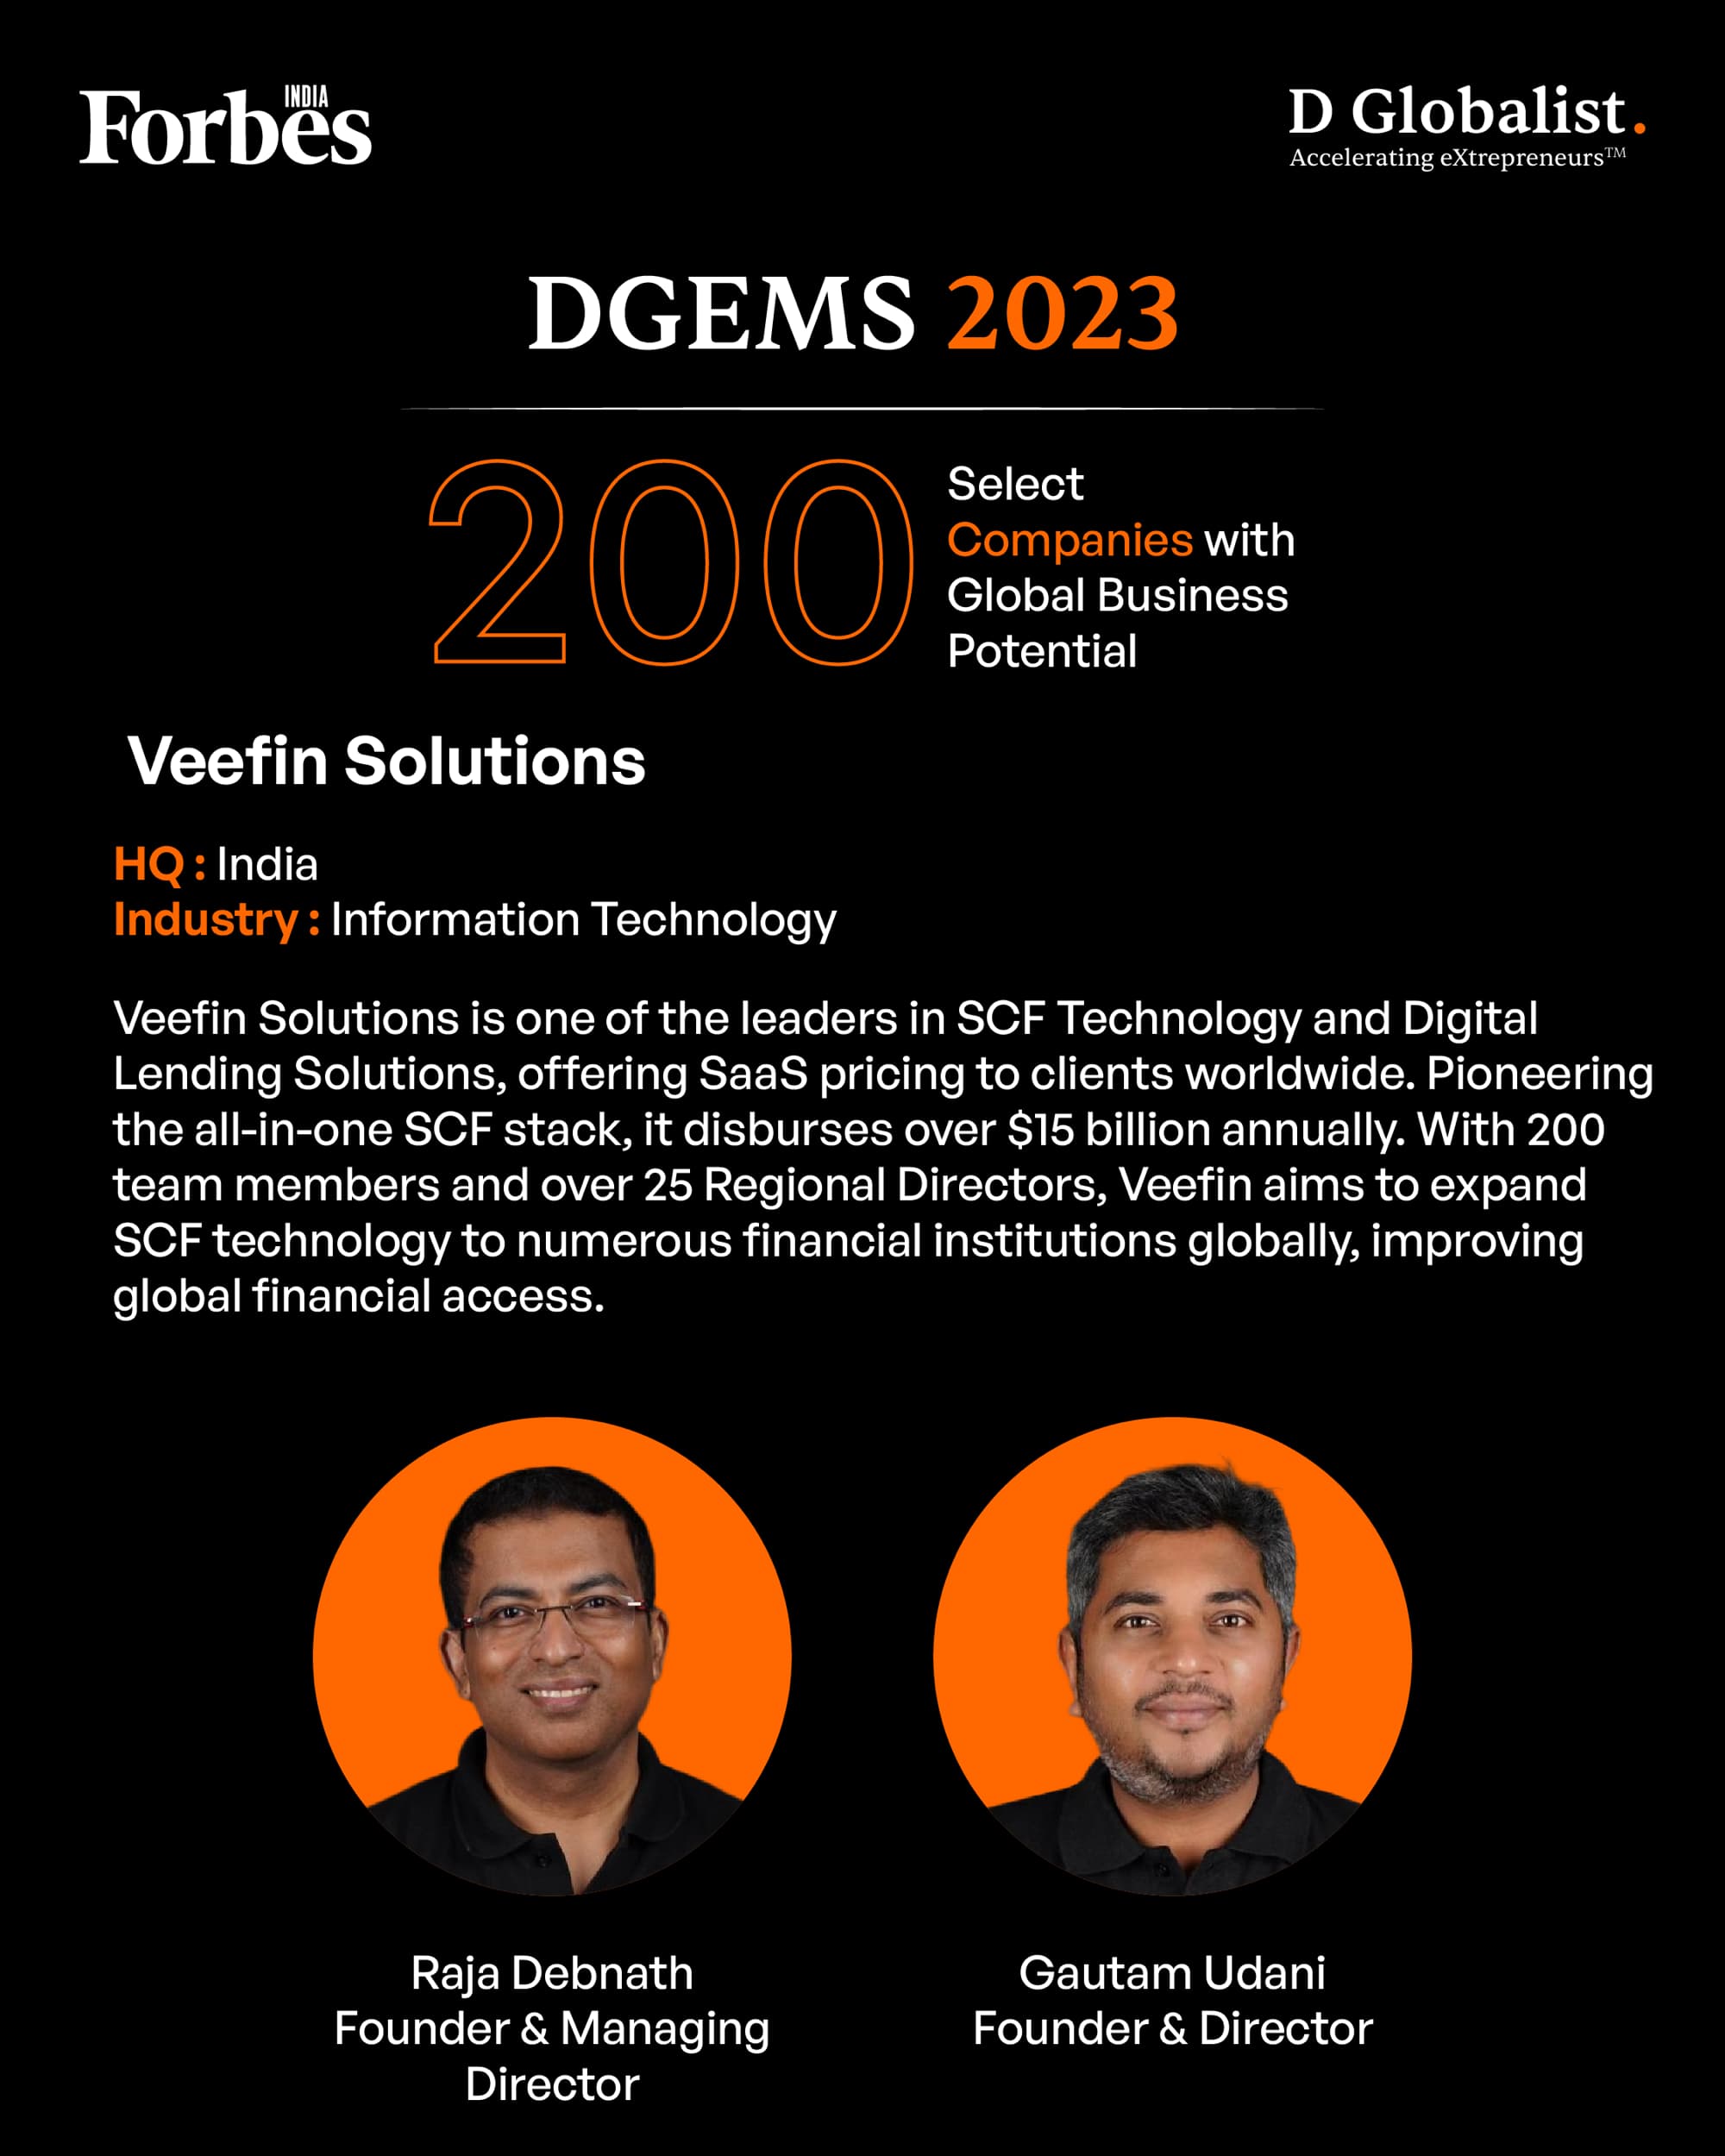 Forbes INDIA
D Globalist.
Accelerating eXtrepreneurs™
DGEMS 2023
200
Select
Companies with
Global Business
Potential
Veefin Solutions
HQ : India
Industry : Information Technology
Veefin Solutions is one of the leaders in SCF Technology and Digital
Lending Solutions, offering SaaS pricing to clients worldwide. Pioneering
the all-in-one SCF stack, it disburses over $15 billion annually. With 200
team members and over 25 Regional Directors, Veefin aims to expand
SCF technology to numerous financial institutions globally, improving
global financial access.
Raja Debnath
Founder & Managing
Director
Gautam Udani
Founder & Director